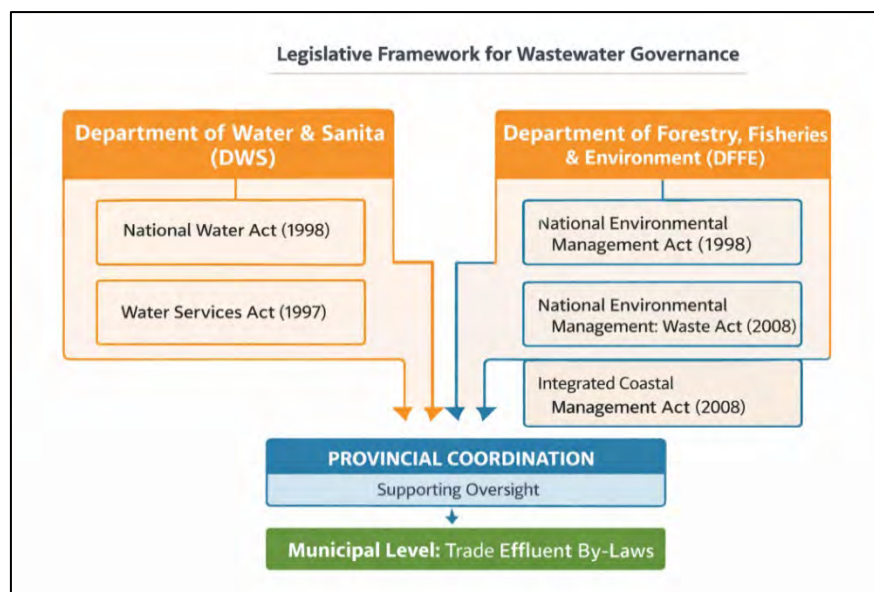 Legislative Framework for Wastewater Governance
Department of Water & Sanita
(DWS)
National Water Act (1998)
Water Services Act (1997)
Department of Forestry, Fisheries
& Environment (DFFE)
National Environmental
Management Act (1998)
National Environmental
Management: Waste Act (2008)
Integrated Coastal
Management Act (2008)
PROVINCIAL COORDINATION
Supporting Oversight
Municipal Level: Trade Effluent By-Laws